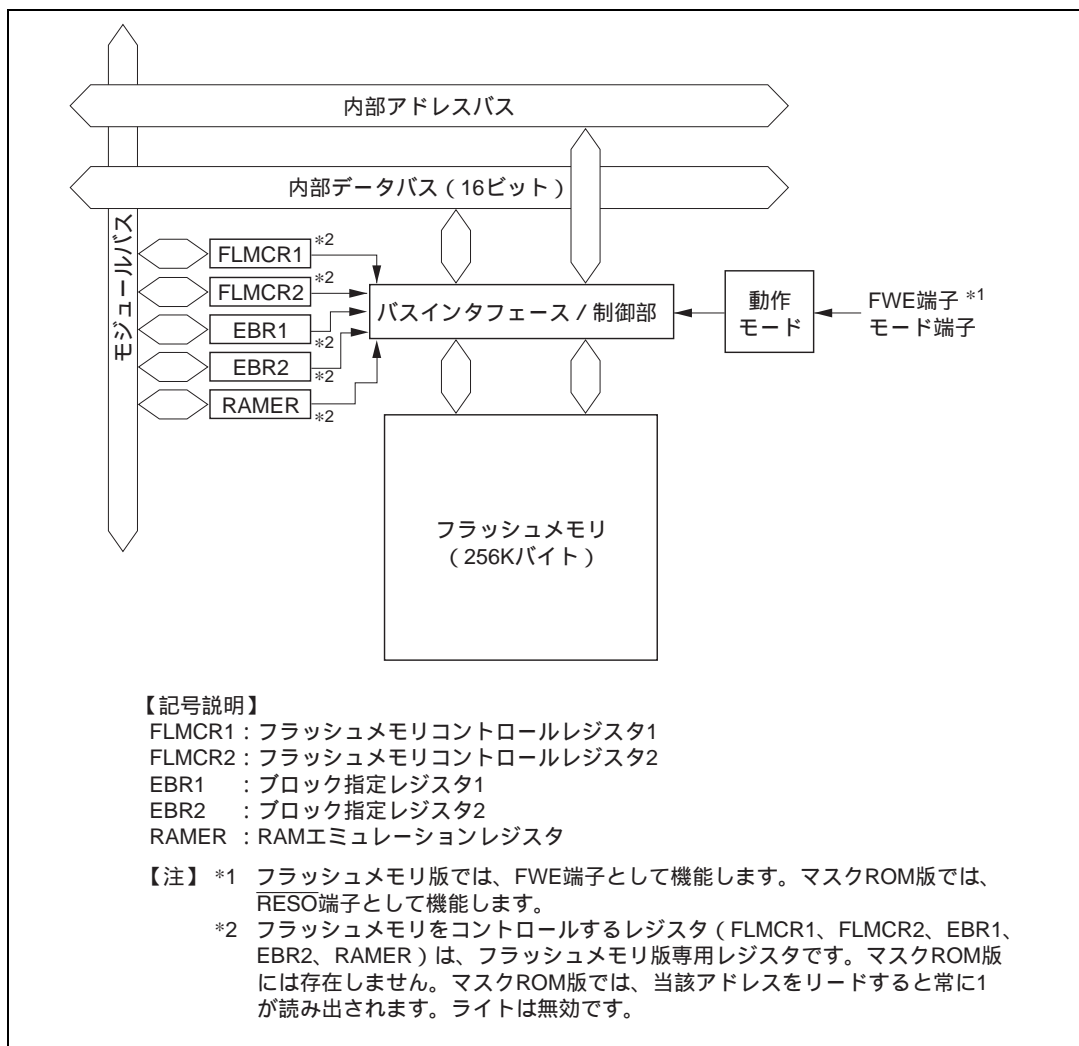 内部アドレスバス
内部データバス（16ビット）
モジュールバス
FLMCR1 *2
FLMCR2 *2
EBR1 *2
EBR2 *2
RAMER *2
バスインタフェース / 制御部
動作
モード
FWE端子 *1
モード端子
フラッシュメモリ
（256Kバイト）
【記号説明】
FLMCR1：フラッシュメモリコントロールレジスタ1
FLMCR2：フラッシュメモリコントロールレジスタ2
EBR1　：ブロック指定レジスタ1
EBR2　：ブロック指定レジスタ2
RAMER ：RAMエミュレーションレジスタ
【注】 *1 フラッシュメモリ版では、FWE端子として機能します。マスクROM版では、
R̅E̅S̅O̅端子として機能します。
*2 フラッシュメモリをコントロールするレジスタ（FLMCR1、FLMCR2、EBR1、
EBR2、RAMER）は、フラッシュメモリ版専用レジスタです。マスクROM版
には存在しません。マスクROM版では、当該アドレスをリードすると常に1
が読み出されます。ライトは無効です。